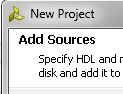 New Project
Add Sources
Specify HDL and
disk and add it to